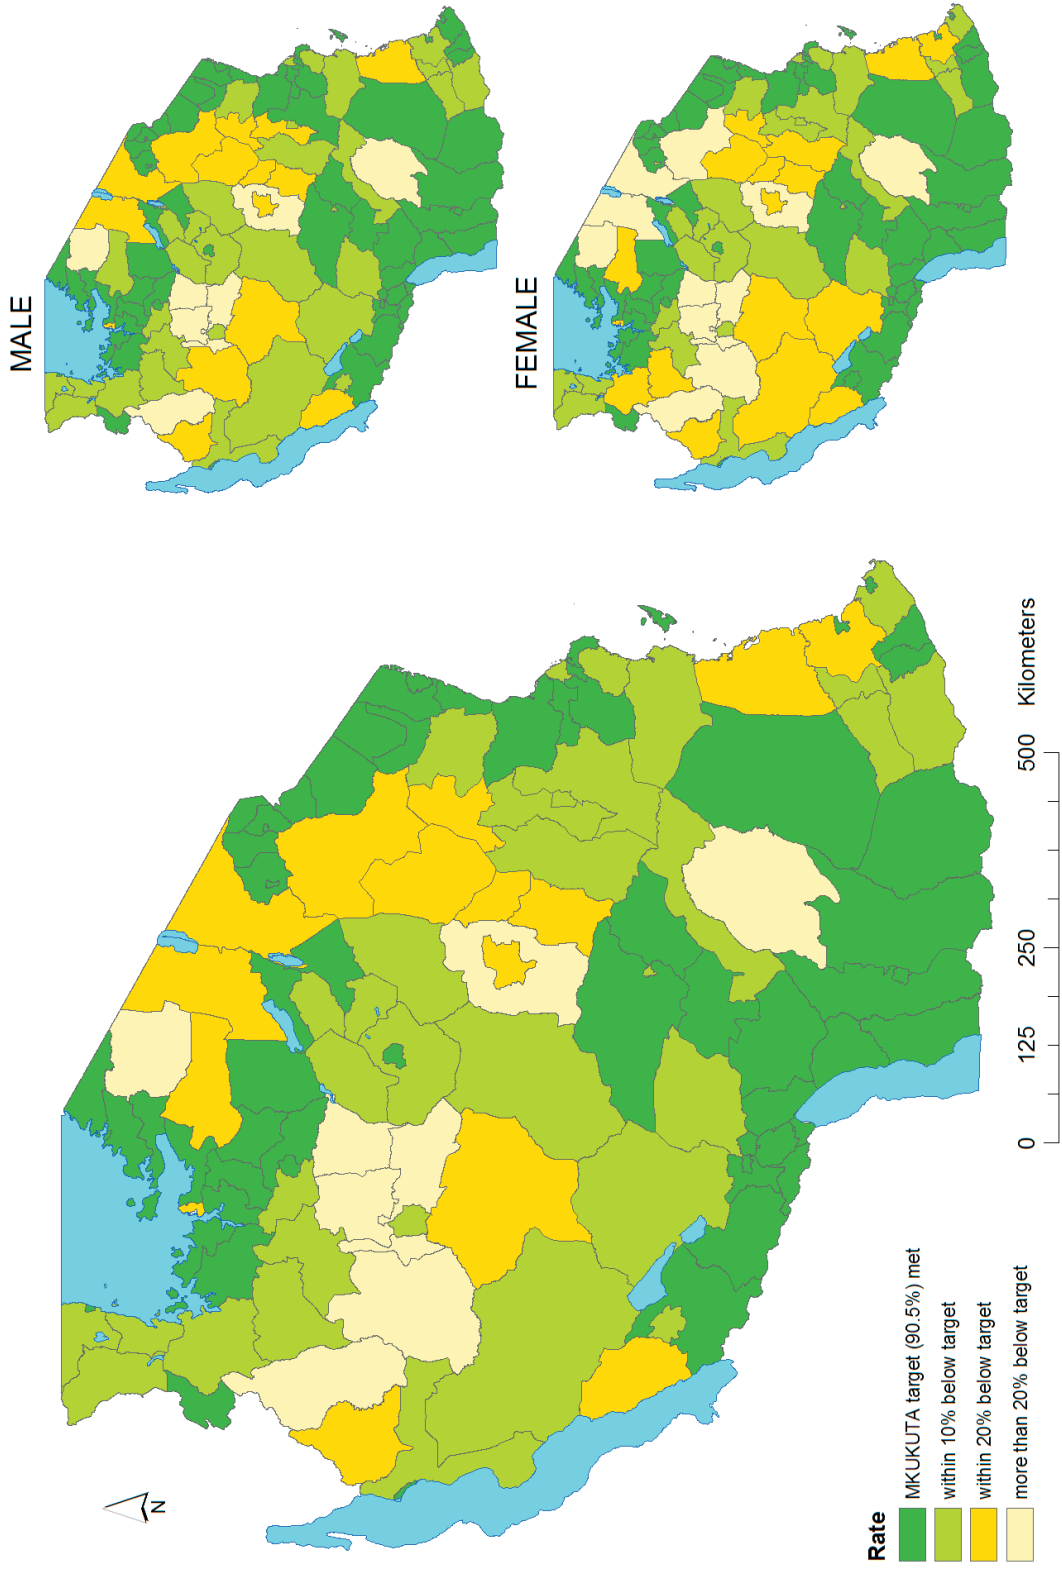 MALE
FEMALE
N
Rate
MKUKUTA target (90.5%) met
within 10% below target
within 20% below target
more than 20% below target
0 125 250 500 Kilometers